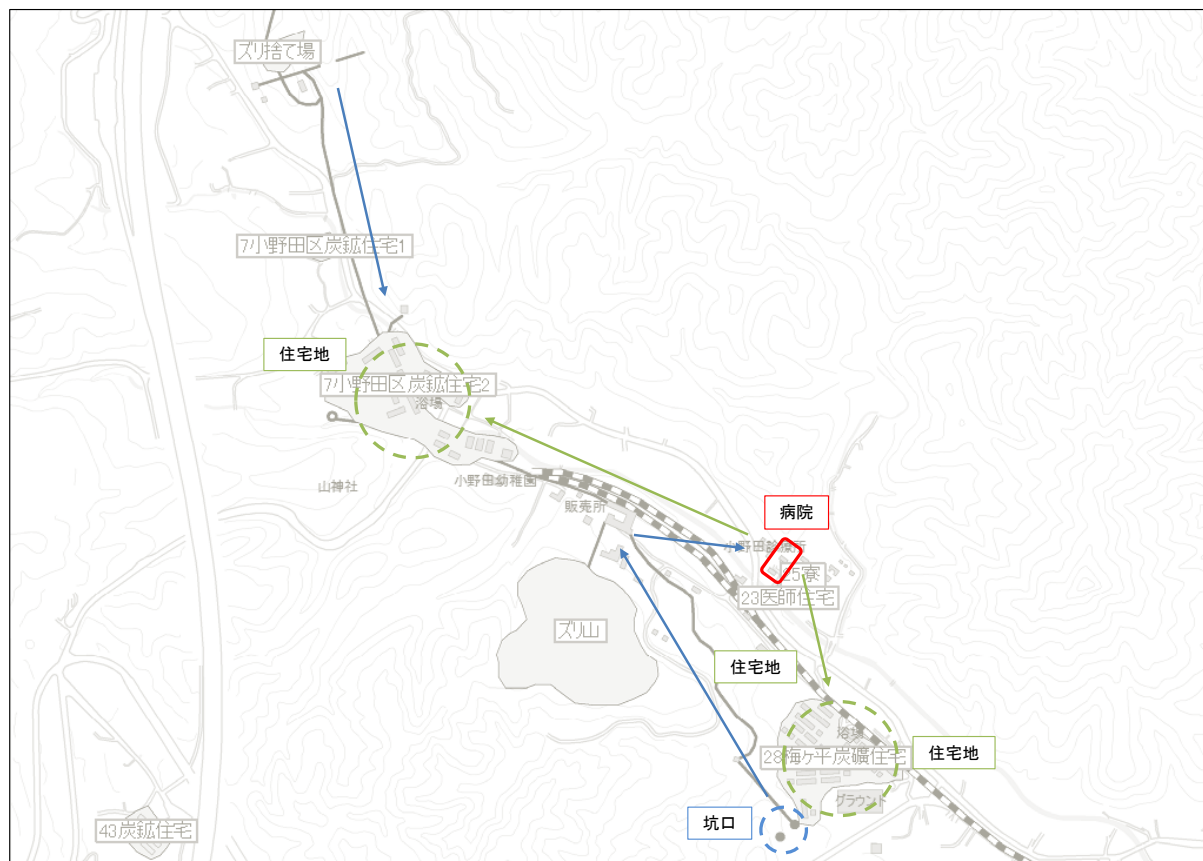 ズリ捨て場
7小野田区炭鉱住宅1
住宅地
7小野田区炭鉱住宅2
浴場
山神社
小野田幼稚園
販売所
病院
小野田診療所
25寮
23医師住宅
ズリ山
住宅地
浴場
28梅ケ平炭礦住宅
住宅地
グラウンド
坑口
43炭鉱住宅